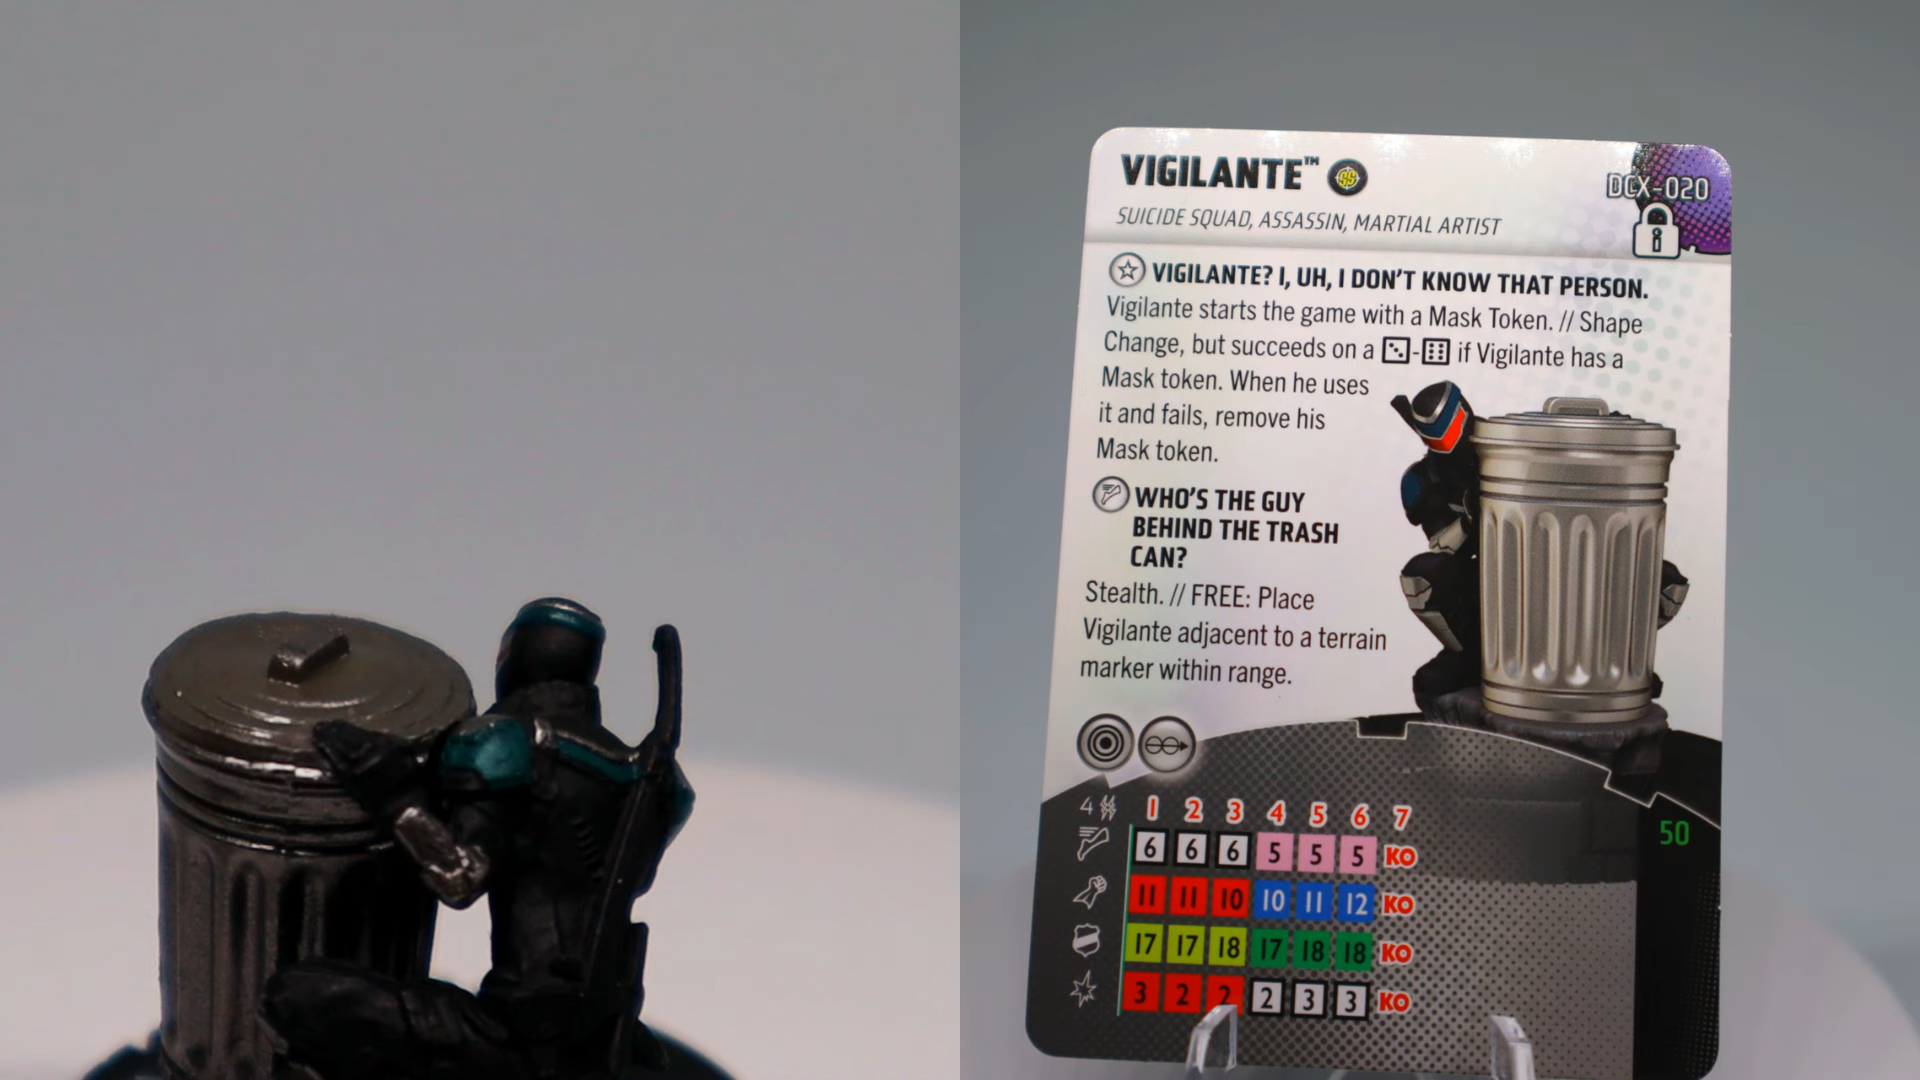 VIGILANTE™ SS
DCX-020
SUICIDE SQUAD, ASSASSIN, MARTIAL ARTIST
VIGILANTE? I, UH, I DON'T KNOW THAT PERSON.
Vigilante starts the game with a Mask Token. // Shape
Change, but succeeds on a ⚂-⚅ if Vigilante has a
Mask token. When he uses
it and fails, remove his
Mask token.
WHO'S THE GUY
BEHIND THE TRASH
CAN?
Stealth. // FREE: Place
Vigilante adjacent to a terrain
marker within range.
4 1 2 3 4 5 6 7
6 6 6 5 5 5 KO
11 11 10 10 11 12 KO
17 17 18 17 18 18 KO
3 2 2 2 3 3 KO
50